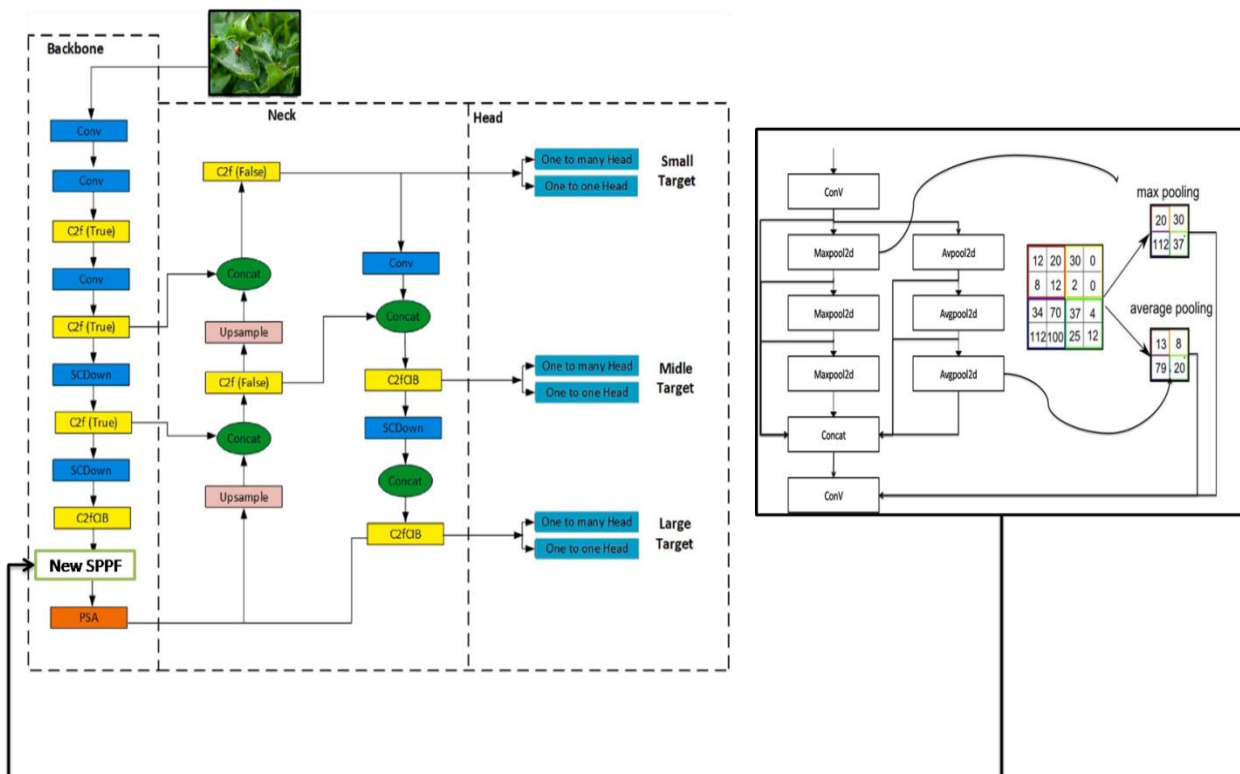 Backbone
Conv
Conv
C2f (True)
Conv
C2f (True)
SCDown
C2f (True)
SCDown
C2fCIB
New SPPF
PSA
Neck
C2f (False)
Concat
Upsample
C2f (False)
Concat
Upsample
Conv
Concat
C2fCIB
SCDown
Concat
C2fCIB
Head
One to many Head
One to one Head
Small
Target
One to many Head
One to one Head
Midle
Target
One to many Head
One to one Head
Large
Target
ConV
Maxpool2d
Avpool2d
Maxpool2d
Avgpool2d
Maxpool2d
Avgpool2d
Concat
ConV
12 20 30 0
8 12 2 0
34 70 37 4
112 100 25 12
max pooling
20 30
112 37
average pooling
13 8
79 20